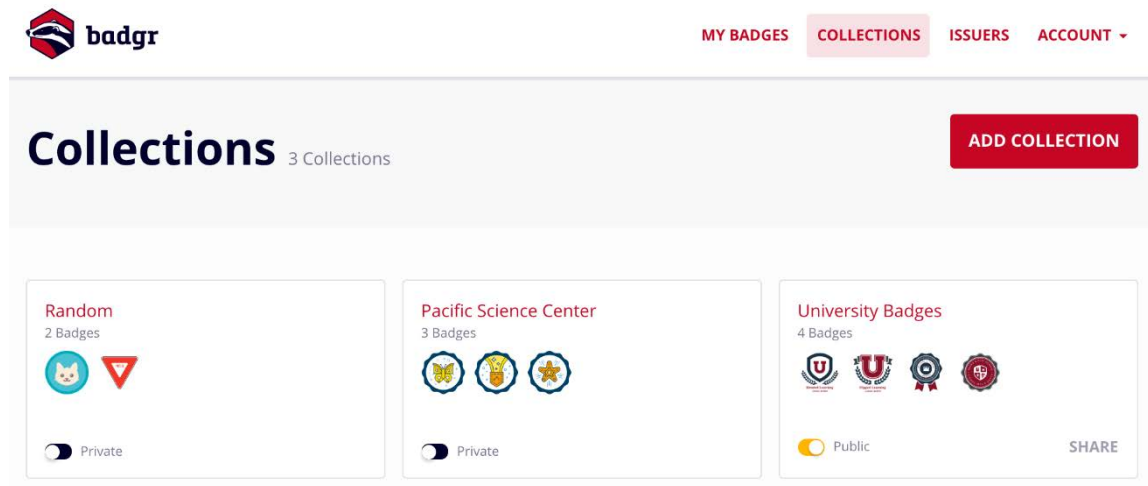 badgr
MY BADGES COLLECTIONS ISSUERS ACCOUNT
Collections 3 Collections
ADD COLLECTION
Random
2 Badges
Private
Pacific Science Center
3 Badges
Private
University Badges
4 Badges
U
U
Public
SHARE